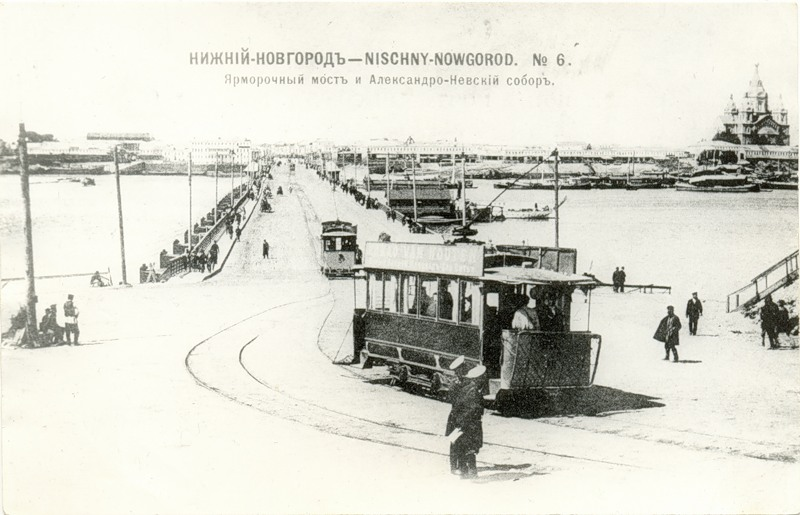 НИЖНІЙ-НОВГОРОДЪ—NISCHNY-NOWGOROD. № 6.
Ярморочный мостъ и Александро-Невскій соборъ.